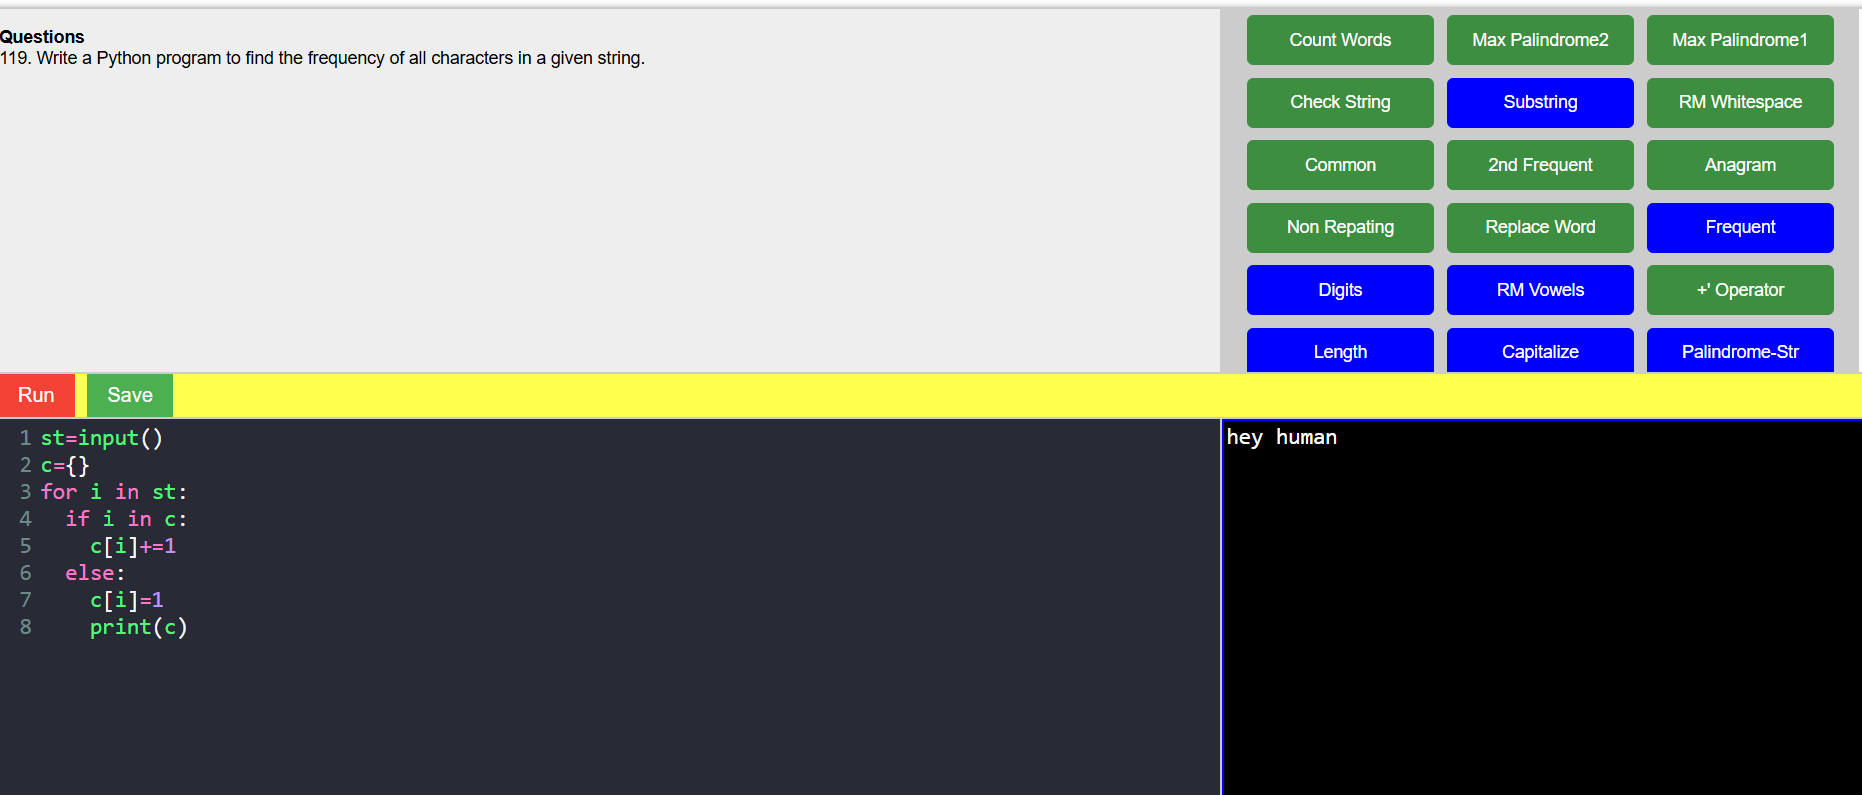 Questions
119. Write a Python program to find the frequency of all characters in a given string.
Count Words
Max Palindrome2
Max Palindrome1
Check String
Substring
RM Whitespace
Common
2nd Frequent
Anagram
Non Repating
Replace Word
Frequent
Digits
RM Vowels
+' Operator
Length
Capitalize
Palindrome-Str
Run
Save
1 st=input()
2 c={}
3 for i in st:
4   if i in c:
5     c[i]+=1
6   else:
7     c[i]=1
8     print(c)
hey human